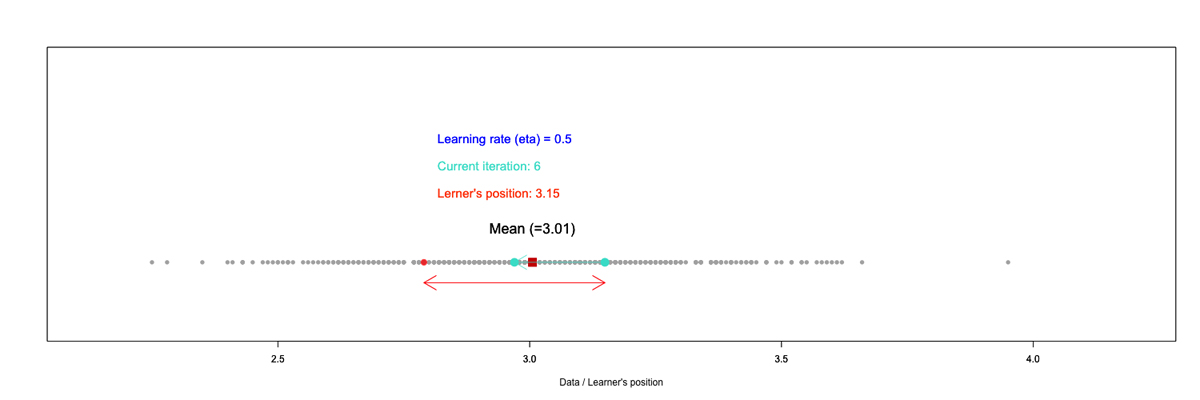 Learning rate (eta) = 0.5
Current iteration: 6
Lerner's position: 3.15
Mean (=3.01)
2.5 3.0 3.5 4.0
Data / Learner's position